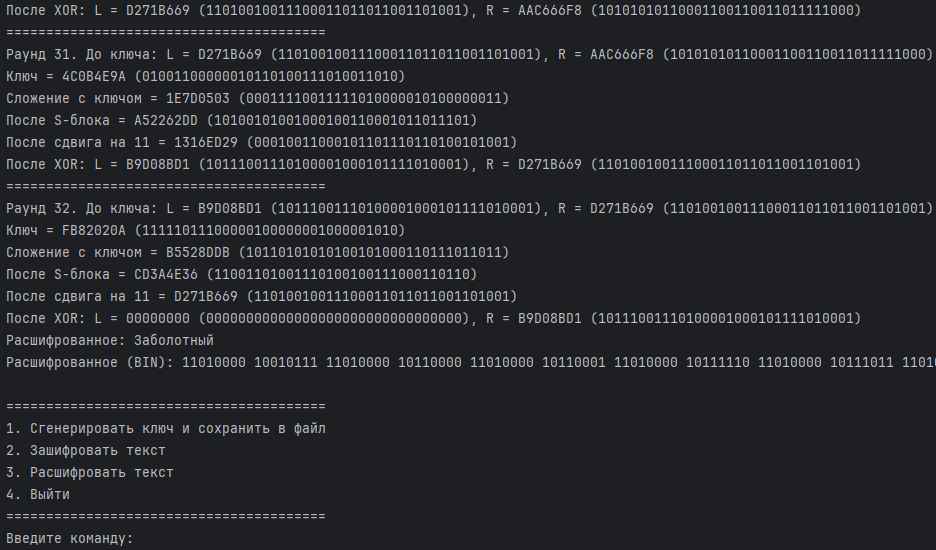 После XOR: L = D271B669 (11010010011100011011011001101001), R = AAC666F8 (10101010110001100110011011111000)
========================================
Раунд 31. До ключа: L = D271B669 (11010010011100011011011001101001), R = AAC666F8 (10101010110001100110011011111000)
Ключ = 4C0B4E9A (01001100000010110100111010011010)
Сложение с ключом = 1E7D0503 (00011110011111010000010100000011)
После S-блока = A52262DD (10100101001000100110001011011101)
После сдвига на 11 = 1316ED29 (00010011000101101110110100101001)
После XOR: L = B9D08BD1 (10111001110100001000101111010001), R = D271B669 (11010010011100011011011001101001)
========================================
Раунд 32. До ключа: L = B9D08BD1 (10111001110100001000101111010001), R = D271B669 (11010010011100011011011001101001)
Ключ = FB82020A (11111011100000100000001000001010)
Сложение с ключом = B5528DDB (10110101010100101000110111011011)
После S-блока = CD3A4E36 (11001101001110100100111000110110)
После сдвига на 11 = D271B669 (11010010011100011011011001101001)
После XOR: L = 00000000 (00000000000000000000000000000000), R = B9D08BD1 (10111001110100001000101111010001)
Расшифрованное: Заболотный
Расшифрованное (BIN): 11010000 10010111 11010000 10110000 11010000 10110001 11010000 10111110 11010000 10111011
========================================
1. Сгенерировать ключ и сохранить в файл
2. Зашифровать текст
3. Расшифровать текст
4. Выйти
========================================
Введите команду: